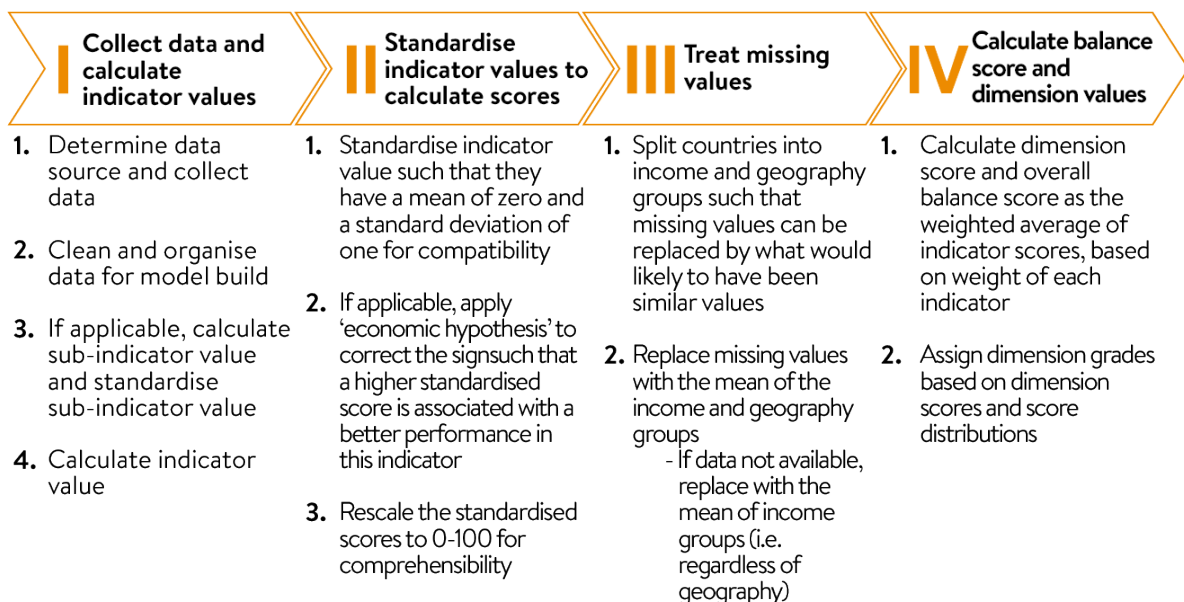 I
Collect data and
calculate
indicator values
II
Standardise
indicator values to
calculate scores
III
Treat missing
values
IV
Calculate balance
score and
dimension values
1. Determine data
source and collect
data
2. Clean and organise
data for model build
3. If applicable, calculate
sub-indicator value
and standardise
sub-indicator value
4. Calculate indicator
value
1. Standardise indicator
value such that they
have a mean of zero and
a standard deviation of
one for compatibility
2. If applicable, apply
‘economic hypothesis’ to
correct the signsuch that
a higher standardised
score is associated with a
better performance in
this indicator
3. Rescale the standardised
scores to 0-100 for
comprehensibility
1. Split countries into
income and geography
groups such that
missing values can be
replaced by what would
likely to have been
similar values
2. Replace missing values
with the mean of the
income and geography
groups
- If data not available,
replace with the
mean of income
groups (i.e.
regardless of
geography)
1. Calculate dimension
score and overall
balance score as the
weighted average of
indicator scores, based
on weight of each
indicator
2. Assign dimension grades
based on dimension
scores and score
distributions